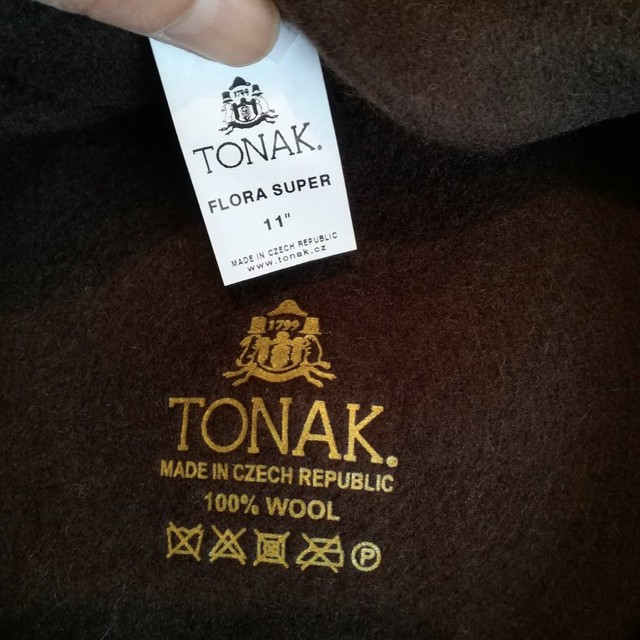 1799
TONAK.
FLORA SUPER
11"
MADE IN CZECH REPUBLIC
www.tonak.cz
1799
TONAK.
MADE IN CZECH REPUBLIC
100% WOOL
P